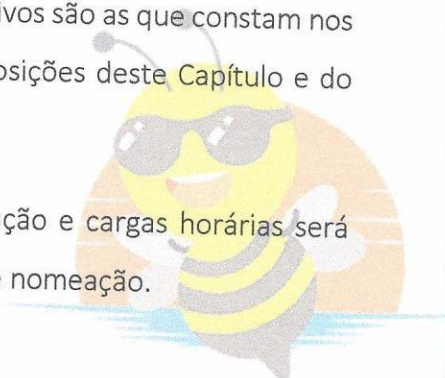 ivos são as que constam nos
osições deste Capítulo e do
ção e cargas horárias será
nomeação.